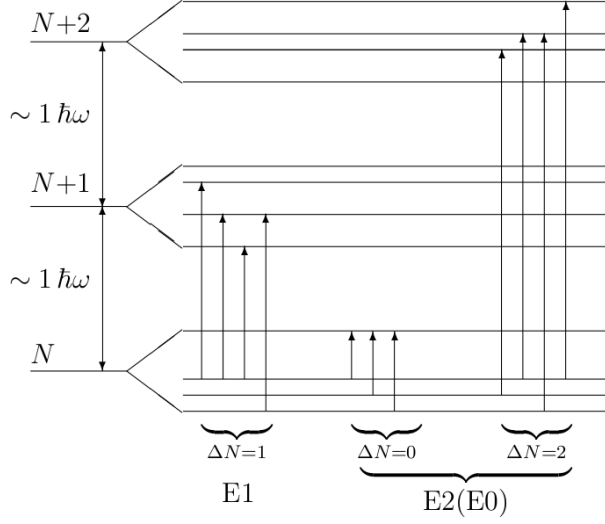 N+2
∼ 1 ℏω
N+1
∼ 1 ℏω
N
ΔN=1
ΔN=0
ΔN=2
E1
E2(E0)